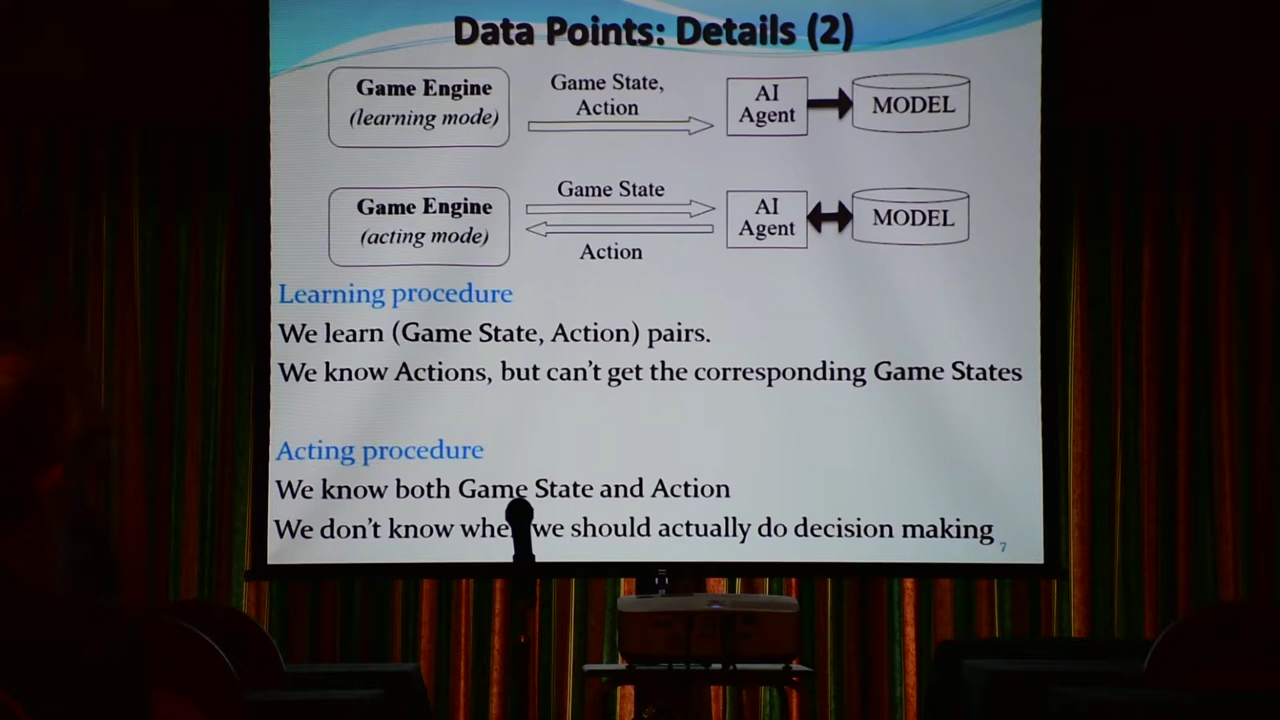 Data Points: Details (2)
Game Engine
(learning mode)
Game State,
Action
AI
Agent
MODEL
Game Engine
(acting mode)
Game State
Action
AI
Agent
MODEL
Learning procedure
We learn (Game State, Action) pairs.
We know Actions, but can't get the corresponding Game States
Acting procedure
We know both Game State and Action
We don't know we should actually do decision making
7